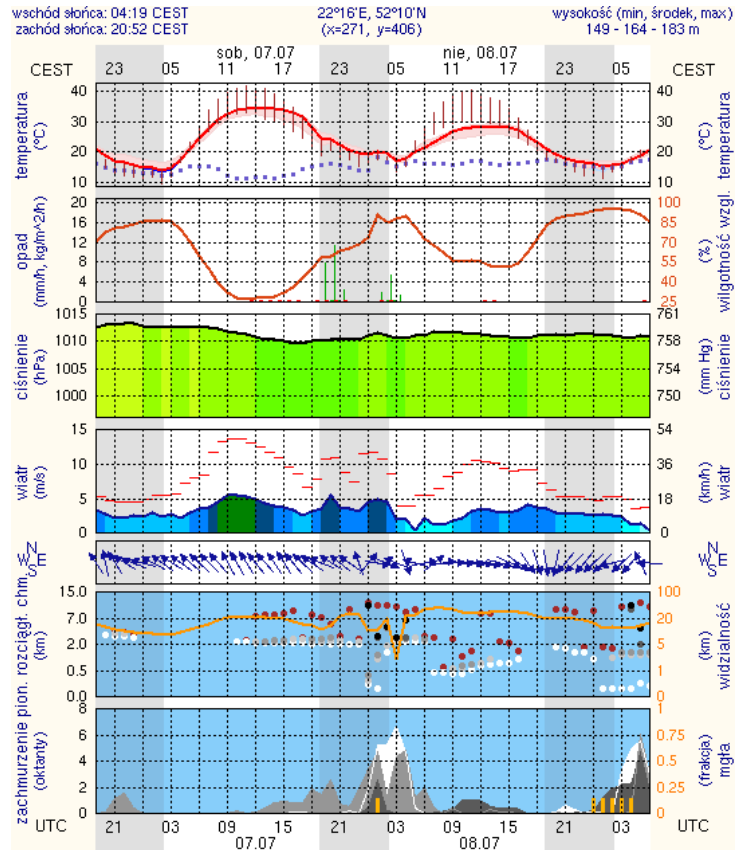 wschód słońca: 04:19 CEST 22°16'E, 52°10'N wysokość (min, środek, max)
zachód słońca: 20:52 CEST (x=271, y=406) 149 - 164 - 183 m
sob, 07.07 nie, 08.07
CEST 23 05 11 17 23 05 11 17 23 05 CEST
temperatura (°C)
40 30 20 10
40 30 20 10
temperatura (°C)
opad (mm/h, kg/m^2/h)
20 16 12 8 4 0
100 85 70 55 40 25
wilgotność wzgl. (%)
ciśnienie (hPa)
1015 1010 1005 1000
761 758 754 750
ciśnienie (mm Hg)
wiatr (m/s)
15 10 5 0
54 36 18 0
wiatr (km/h)
N E S W
N E S W
pion. rozciągł. chm. (km)
15.0 7.0 2.0 0.5 0.0
100 20 5 1 0
widzialność (km)
zachmurzenie (oktanty)
8 6 4 2 0
1 0.75 0.5 0.25 0
mgła (frakcja)
UTC 21 03 09 15 21 03 09 15 21 03 UTC
07.07 08.07